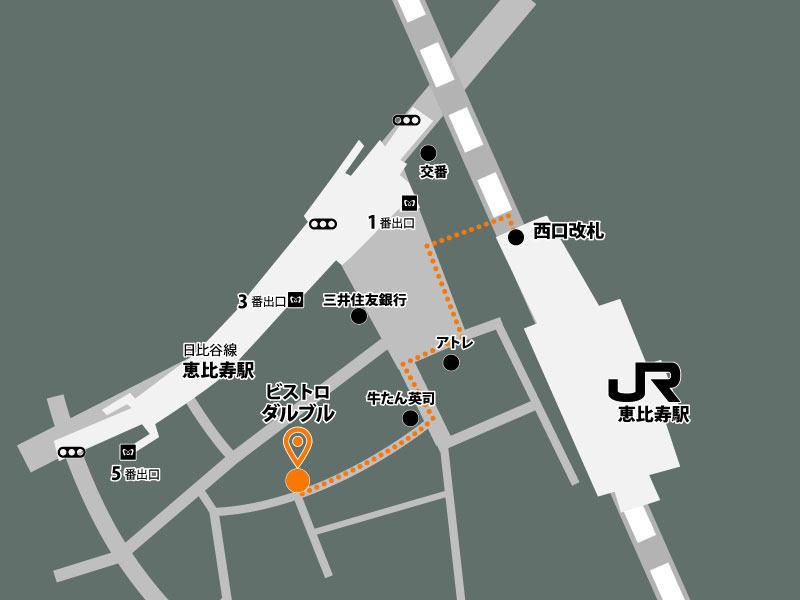 交番
1番出口
西口改札
3番出口
三井住友銀行
日比谷線
恵比寿駅
アトレ
ビストロ
ダルブル
牛たん英司
JR
恵比寿駅
5番出口